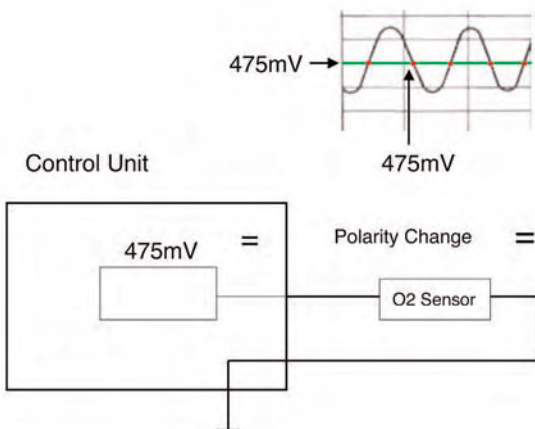 475mV
475mV
Control Unit
475mV
=
Polarity Change
=
O2 Sensor